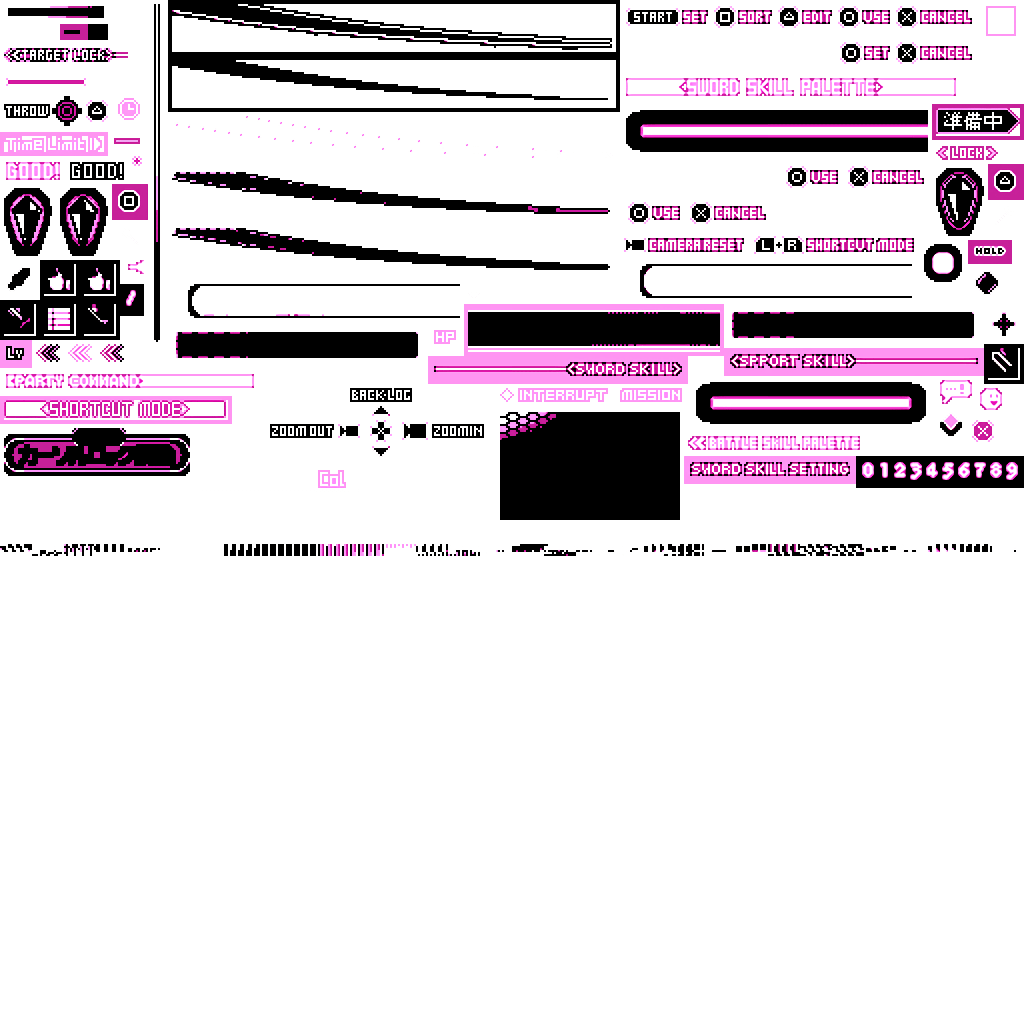 START SET SORT EDIT USE CANCEL
<TARGET LOCK>
SET CANCEL
<SWORD SKILL PALETTE>
THROW
準備中
Time Limit
<LOCK>
GOOD! GOOD!
USE CANCEL
USE CANCEL
CAMERA RESET L+R SHORTCUT MODE
HOLD
HP
Lv
<SWORD SKILL>
PARTY COMMAND
BACK LOG
INTERRUPT MISSION
<SHORTCUT MODE>
ZOOM OUT ZOOM IN
BATTLE SKILL PALETTE
SWORD SKILL SETTING 0123456789
Col